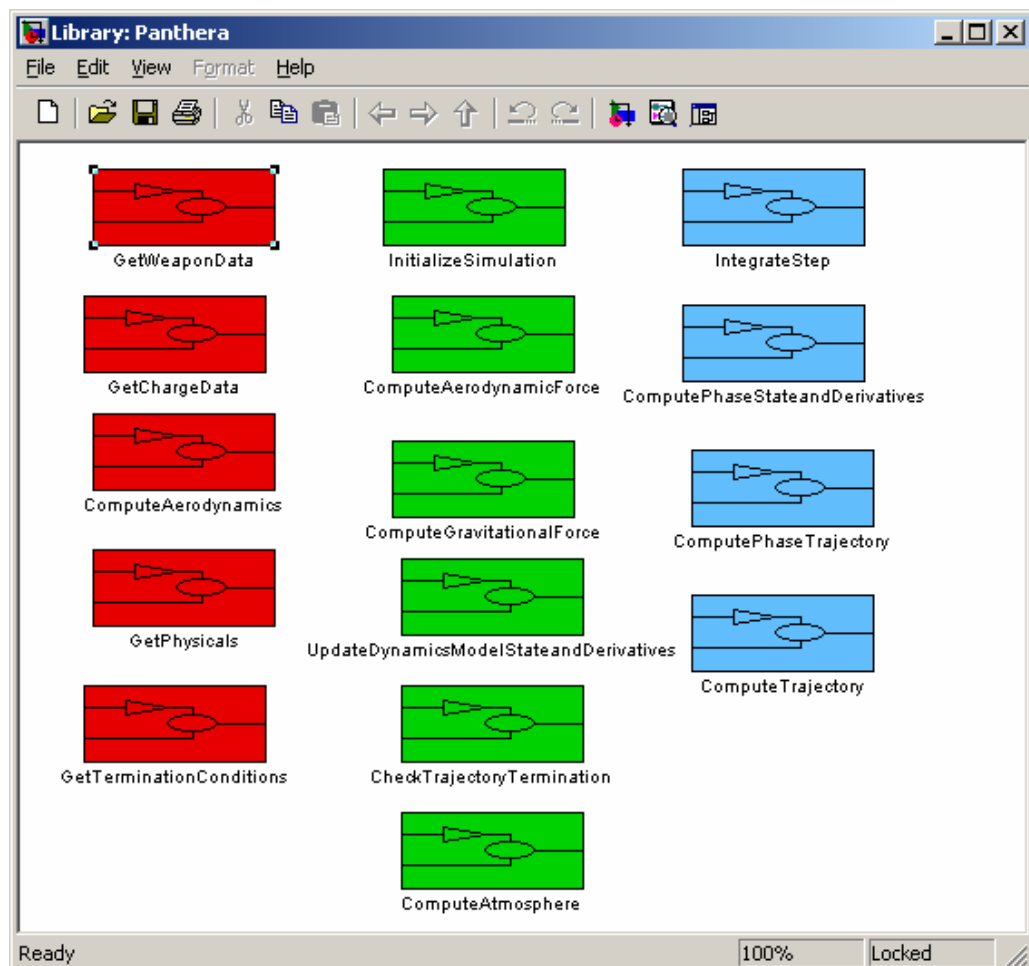 Library: Panthera
File Edit View Format Help
GetWeaponData
InitializeSimulation
IntegrateStep
GetChargeData
ComputeAerodynamicForce
ComputePhaseStateandDerivatives
ComputeAerodynamics
ComputeGravitationalForce
ComputePhaseTrajectory
GetPhysicals
UpdateDynamicsModelStateandDerivatives
ComputeTrajectory
GetTerminationConditions
CheckTrajectoryTermination
ComputeAtmosphere
Ready 100% Locked